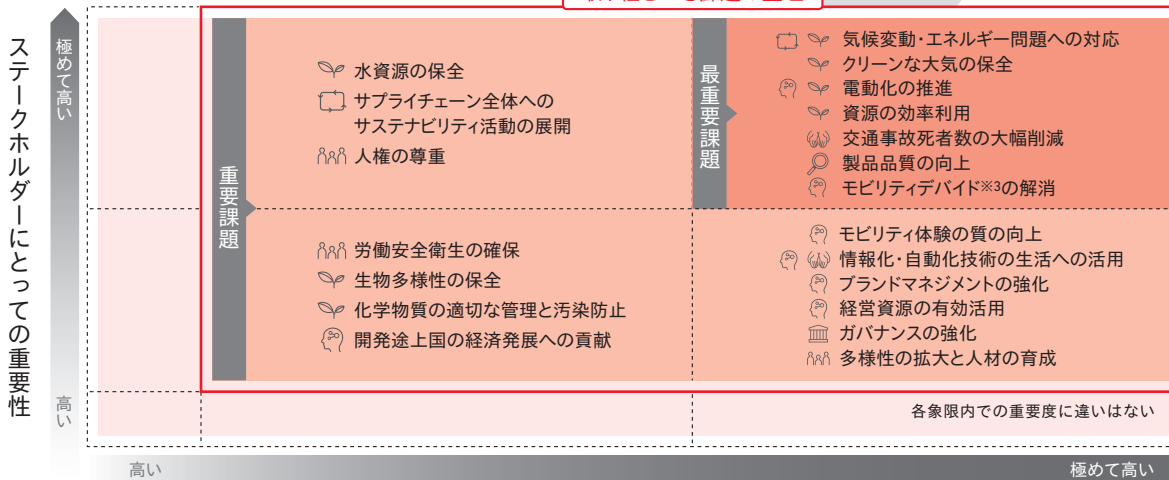 ステークホルダーにとっての重要性
極めて高い
高い
重要課題
水資源の保全
サプライチェーン全体への
サステナビリティ活動の展開
人権の尊重
労働安全衛生の確保
生物多様性の保全
化学物質の適切な管理と汚染防止
開発途上国の経済発展への貢献
最重要課題
気候変動・エネルギー問題への対応
クリーンな大気の保全
電動化の推進
資源の効率利用
交通事故死者数の大幅削減
製品品質の向上
モビリティデバイド※3の解消
モビリティ体験の質の向上
情報化・自動化技術の生活への活用
ブランドマネジメントの強化
経営資源の有効活用
ガバナンスの強化
多様性の拡大と人材の育成
各象限内での重要度に違いはない
高い
極めて高い